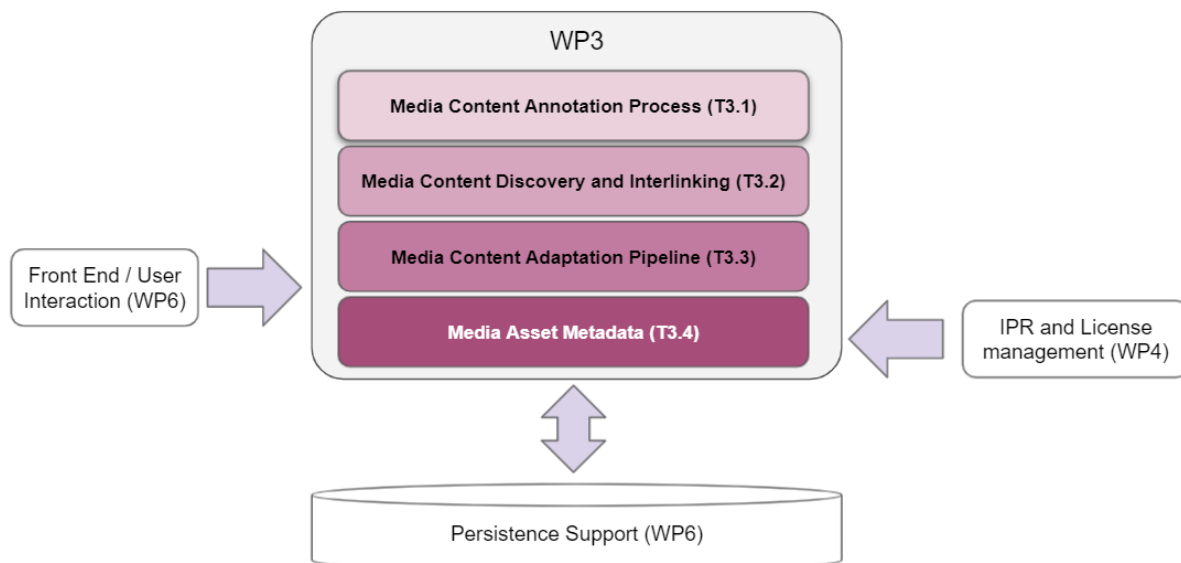 WP3
Media Content Annotation Process (T3.1)
Media Content Discovery and Interlinking (T3.2)
Media Content Adaptation Pipeline (T3.3)
Media Asset Metadata (T3.4)
Front End / User
Interaction (WP6)
IPR and License
management (WP4)
Persistence Support (WP6)